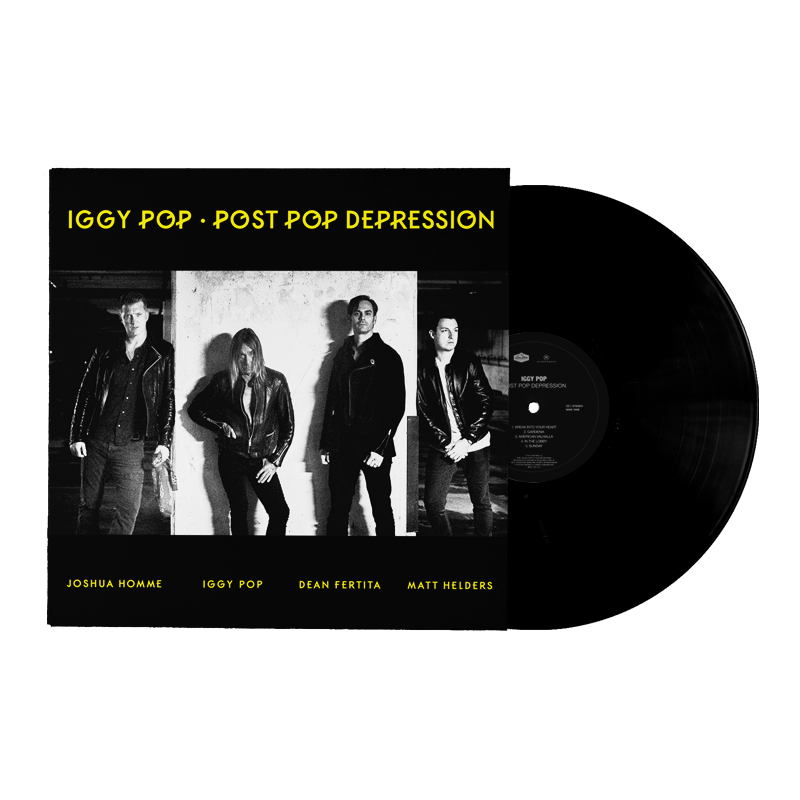 IGGY POP · POST POP DEPRESSION
JOSHUA HOMME IGGY POP DEAN FERTITA MATT HELDERS
IGGY POP
POST POP DEPRESSION
1. BREAK INTO YOUR HEART
2. GARDENIA
3. AMERICAN VALHALLA
4. IN THE LOBBY
5. SUNDAY